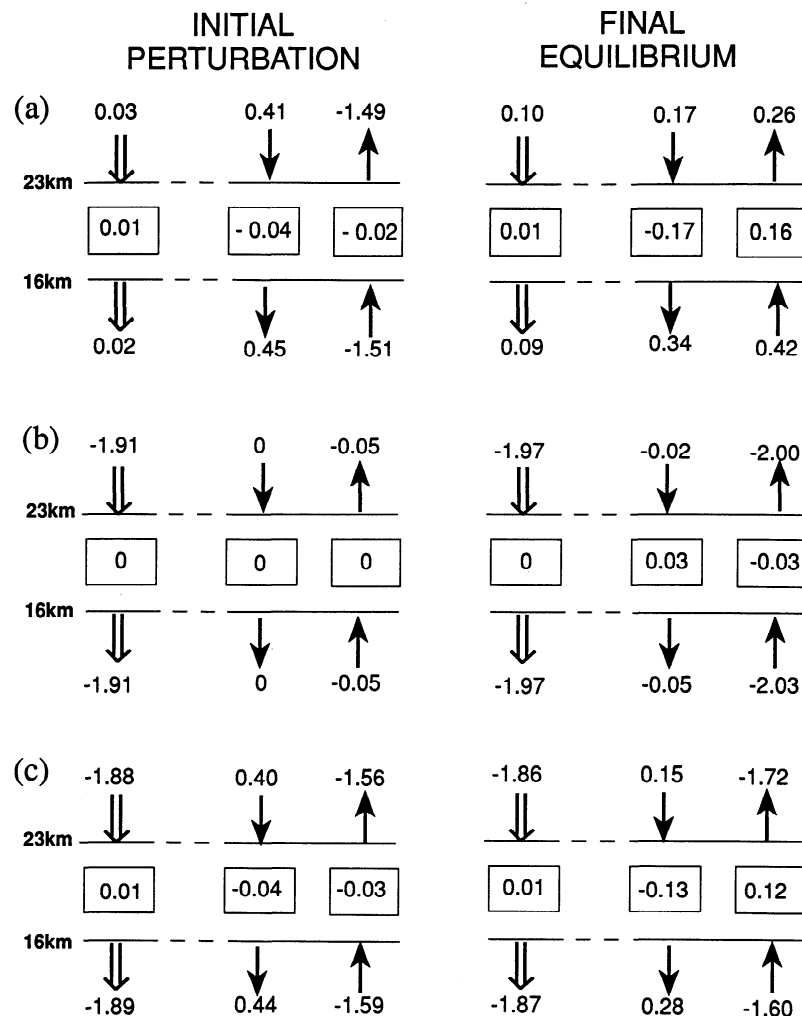 INITIAL PERTURBATION
FINAL EQUILIBRIUM
(a)
0.03 0.41 -1.49 0.10 0.17 0.26
23km
0.01 - 0.04 - 0.02 0.01 -0.17 0.16
16km
0.02 0.45 -1.51 0.09 0.34 0.42
(b)
-1.91 0 -0.05 -1.97 -0.02 -2.00
23km
0 0 0 0 0.03 -0.03
16km
-1.91 0 -0.05 -1.97 -0.05 -2.03
(c)
-1.88 0.40 -1.56 -1.86 0.15 -1.72
23km
0.01 -0.04 -0.03 0.01 -0.13 0.12
16km
-1.89 0.44 -1.59 -1.87 0.28 -1.60